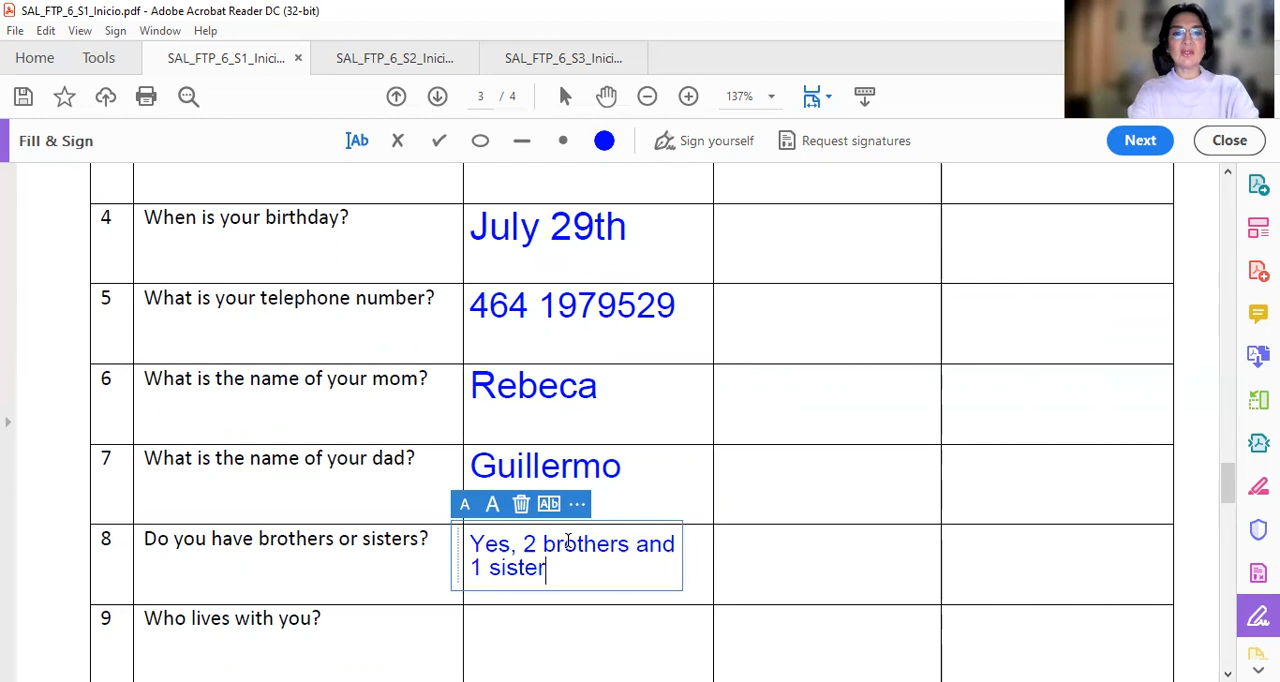 SAL_FTP_6_S1_Inicio.pdf - Adobe Acrobat Reader DC (32-bit)
File Edit View Sign Window Help
Home Tools SAL_FTP_6_S1_Inici... × SAL_FTP_6_S2_Inici... SAL_FTP_6_S3_Inici...
3 / 4 137%
Fill & Sign Ab Sign yourself Request signatures Next Close
4 When is your birthday? July 29th
5 What is your telephone number? 464 1979529
6 What is the name of your mom? Rebeca
7 What is the name of your dad? Guillermo
A A Ab ...
8 Do you have brothers or sisters? Yes, 2 brothers and
1 sister
9 Who lives with you?